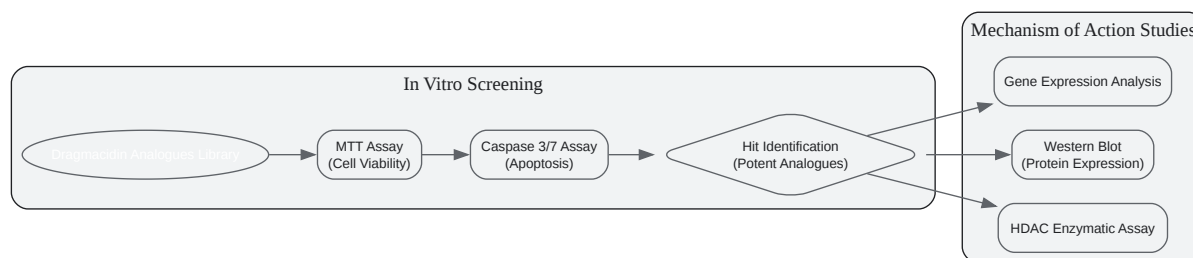 Mechanism of Action Studies
In Vitro Screening
Gene Expression Analysis
Dragmacidin Analogues Library
MTT Assay
(Cell Viability)
Caspase 3/7 Assay
(Apoptosis)
Hit Identification
(Potent Analogues)
Western Blot
(Protein Expression)
HDAC Enzymatic Assay